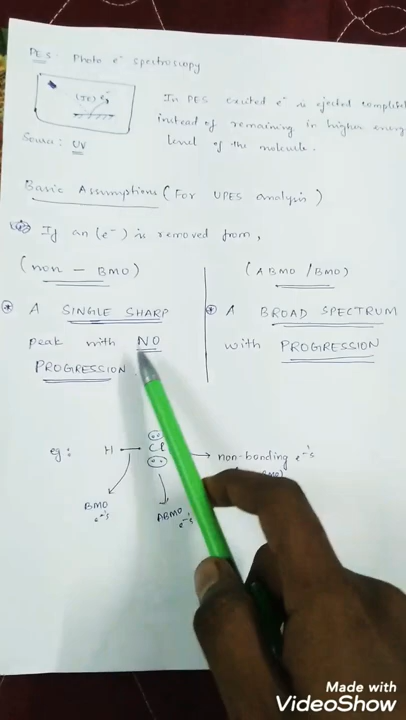 PES: Photo e⁻ spectroscopy
In PES excited e⁻ is ejected completel
instead of remaining in higher energ
level of the molecule.
Source: UV
Basic Assumptions (For UPES analysis)
If an (e⁻) is removed from,
(non - BMO)
(ABMO/BMO)
* A SINGLE SHARP
peak with NO
PROGRESSION
* A BROAD SPECTRUM
with PROGRESSION
eg: H Cl
non-bonding e⁻'s
BMO
e⁻'s
ABMO
e⁻'s
Made with
VideoShow